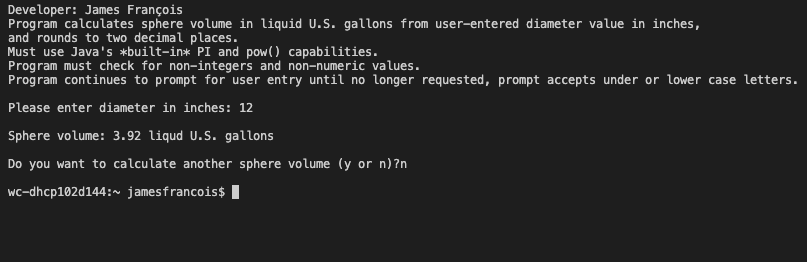 Developer: James François
Program calculates sphere volume in liquid U.S. gallons from user-entered diameter value in inches,
and rounds to two decimal places.
Must use Java's *built-in* PI and pow() capabilities.
Program must check for non-integers and non-numeric values.
Program continues to prompt for user entry until no longer requested, prompt accepts under or lower case letters.
Please enter diameter in inches: 12
Sphere volume: 3.92 liqud U.S. gallons
Do you want to calculate another sphere volume (y or n)?n
wc-dhcp102d144:~ jamesfrancois$